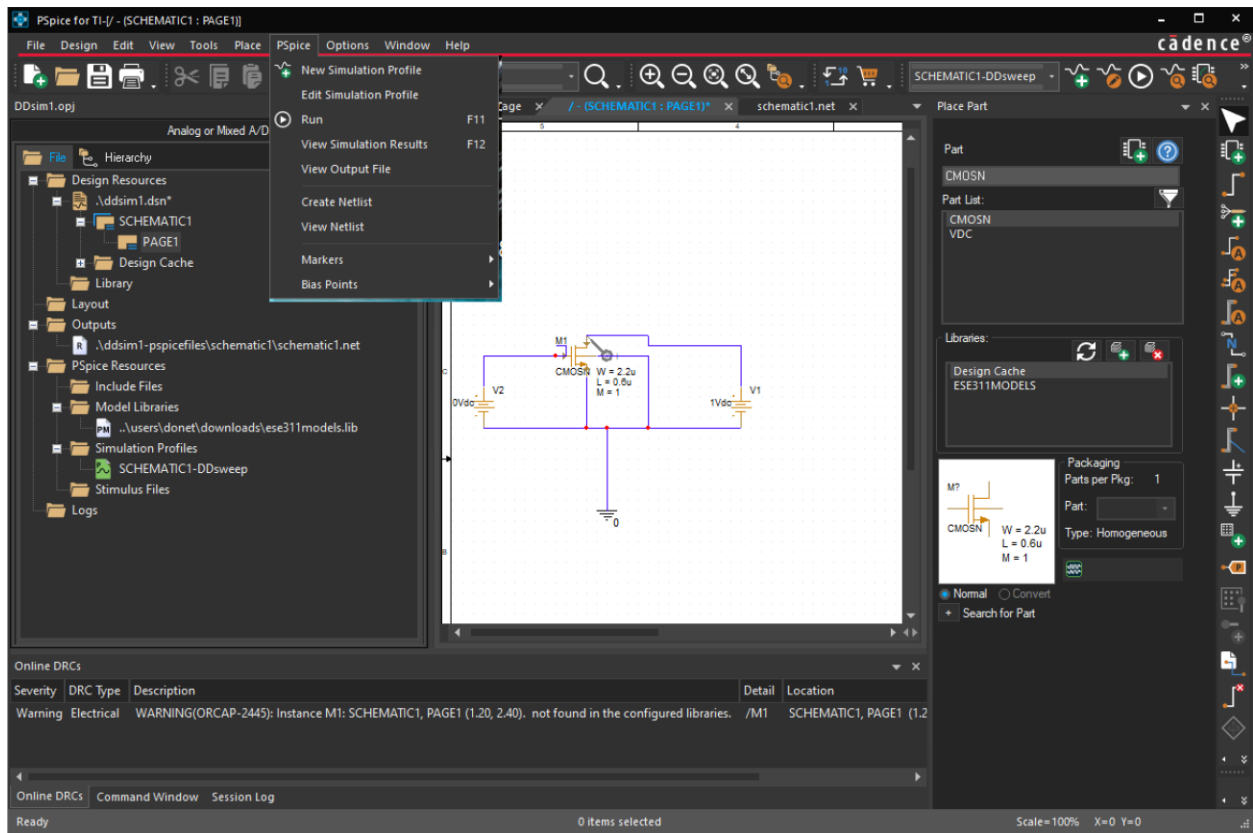 PSpice for TI-[/ - (SCHEMATIC1 : PAGE1)]
File Design Edit View Tools Place PSpice Options Window Help
cādence®
SCHEMATIC1-DDsweep
New Simulation Profile
Edit Simulation Profile
Run F11
View Simulation Results F12
View Output File
Create Netlist
View Netlist
Markers
Bias Points
DDsim1.opj
Analog or Mixed A/D
File Hierarchy
Design Resources
.\ddsim1.dsn*
SCHEMATIC1
PAGE1
Design Cache
Library
Layout
Outputs
.\ddsim1-pspicefiles\schematic1\schematic1.net
PSpice Resources
Include Files
Model Libraries
..\users\donet\downloads\ese311models.lib
Simulation Profiles
SCHEMATIC1-DDsweep
Stimulus Files
Logs
/ - (SCHEMATIC1 : PAGE1)*
schematic1.net
5 4
C
B
M1
CMOSN
W = 2.2u
L = 0.6u
M = 1
V2
0Vdc
V1
1Vdc
0
Place Part
Part
CMOSN
Part List:
CMOSN
VDC
Libraries:
Design Cache
ESE311MODELS
M?
CMOSN
W = 2.2u
L = 0.6u
M = 1
Packaging
Parts per Pkg: 1
Part:
Type: Homogeneous
Normal Convert
+ Search for Part
Online DRCs
Severity DRC Type Description Detail Location
Warning Electrical WARNING(ORCAP-2445): Instance M1: SCHEMATIC1, PAGE1 (1.20, 2.40). not found in the configured libraries. /M1 SCHEMATIC1, PAGE1 (1.2
Online DRCs Command Window Session Log
Ready 0 items selected Scale=100% X=0 Y=0